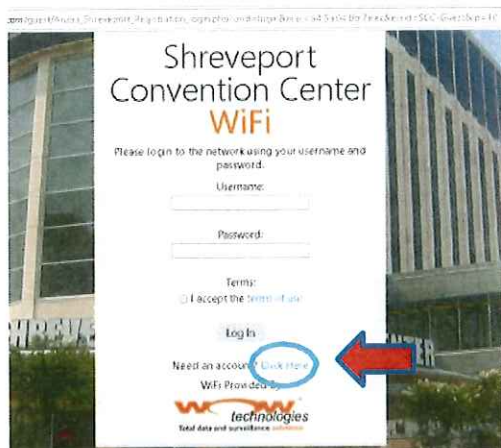 Shreveport
Convention Center
WiFi
Please login to the network using your username and
password.
Username:
Password:
Terms:
I accept the terms of use
Log In
Need an account? Click Here
WiFi Provided By
WOW
technologies
Total data and surveillance solutions